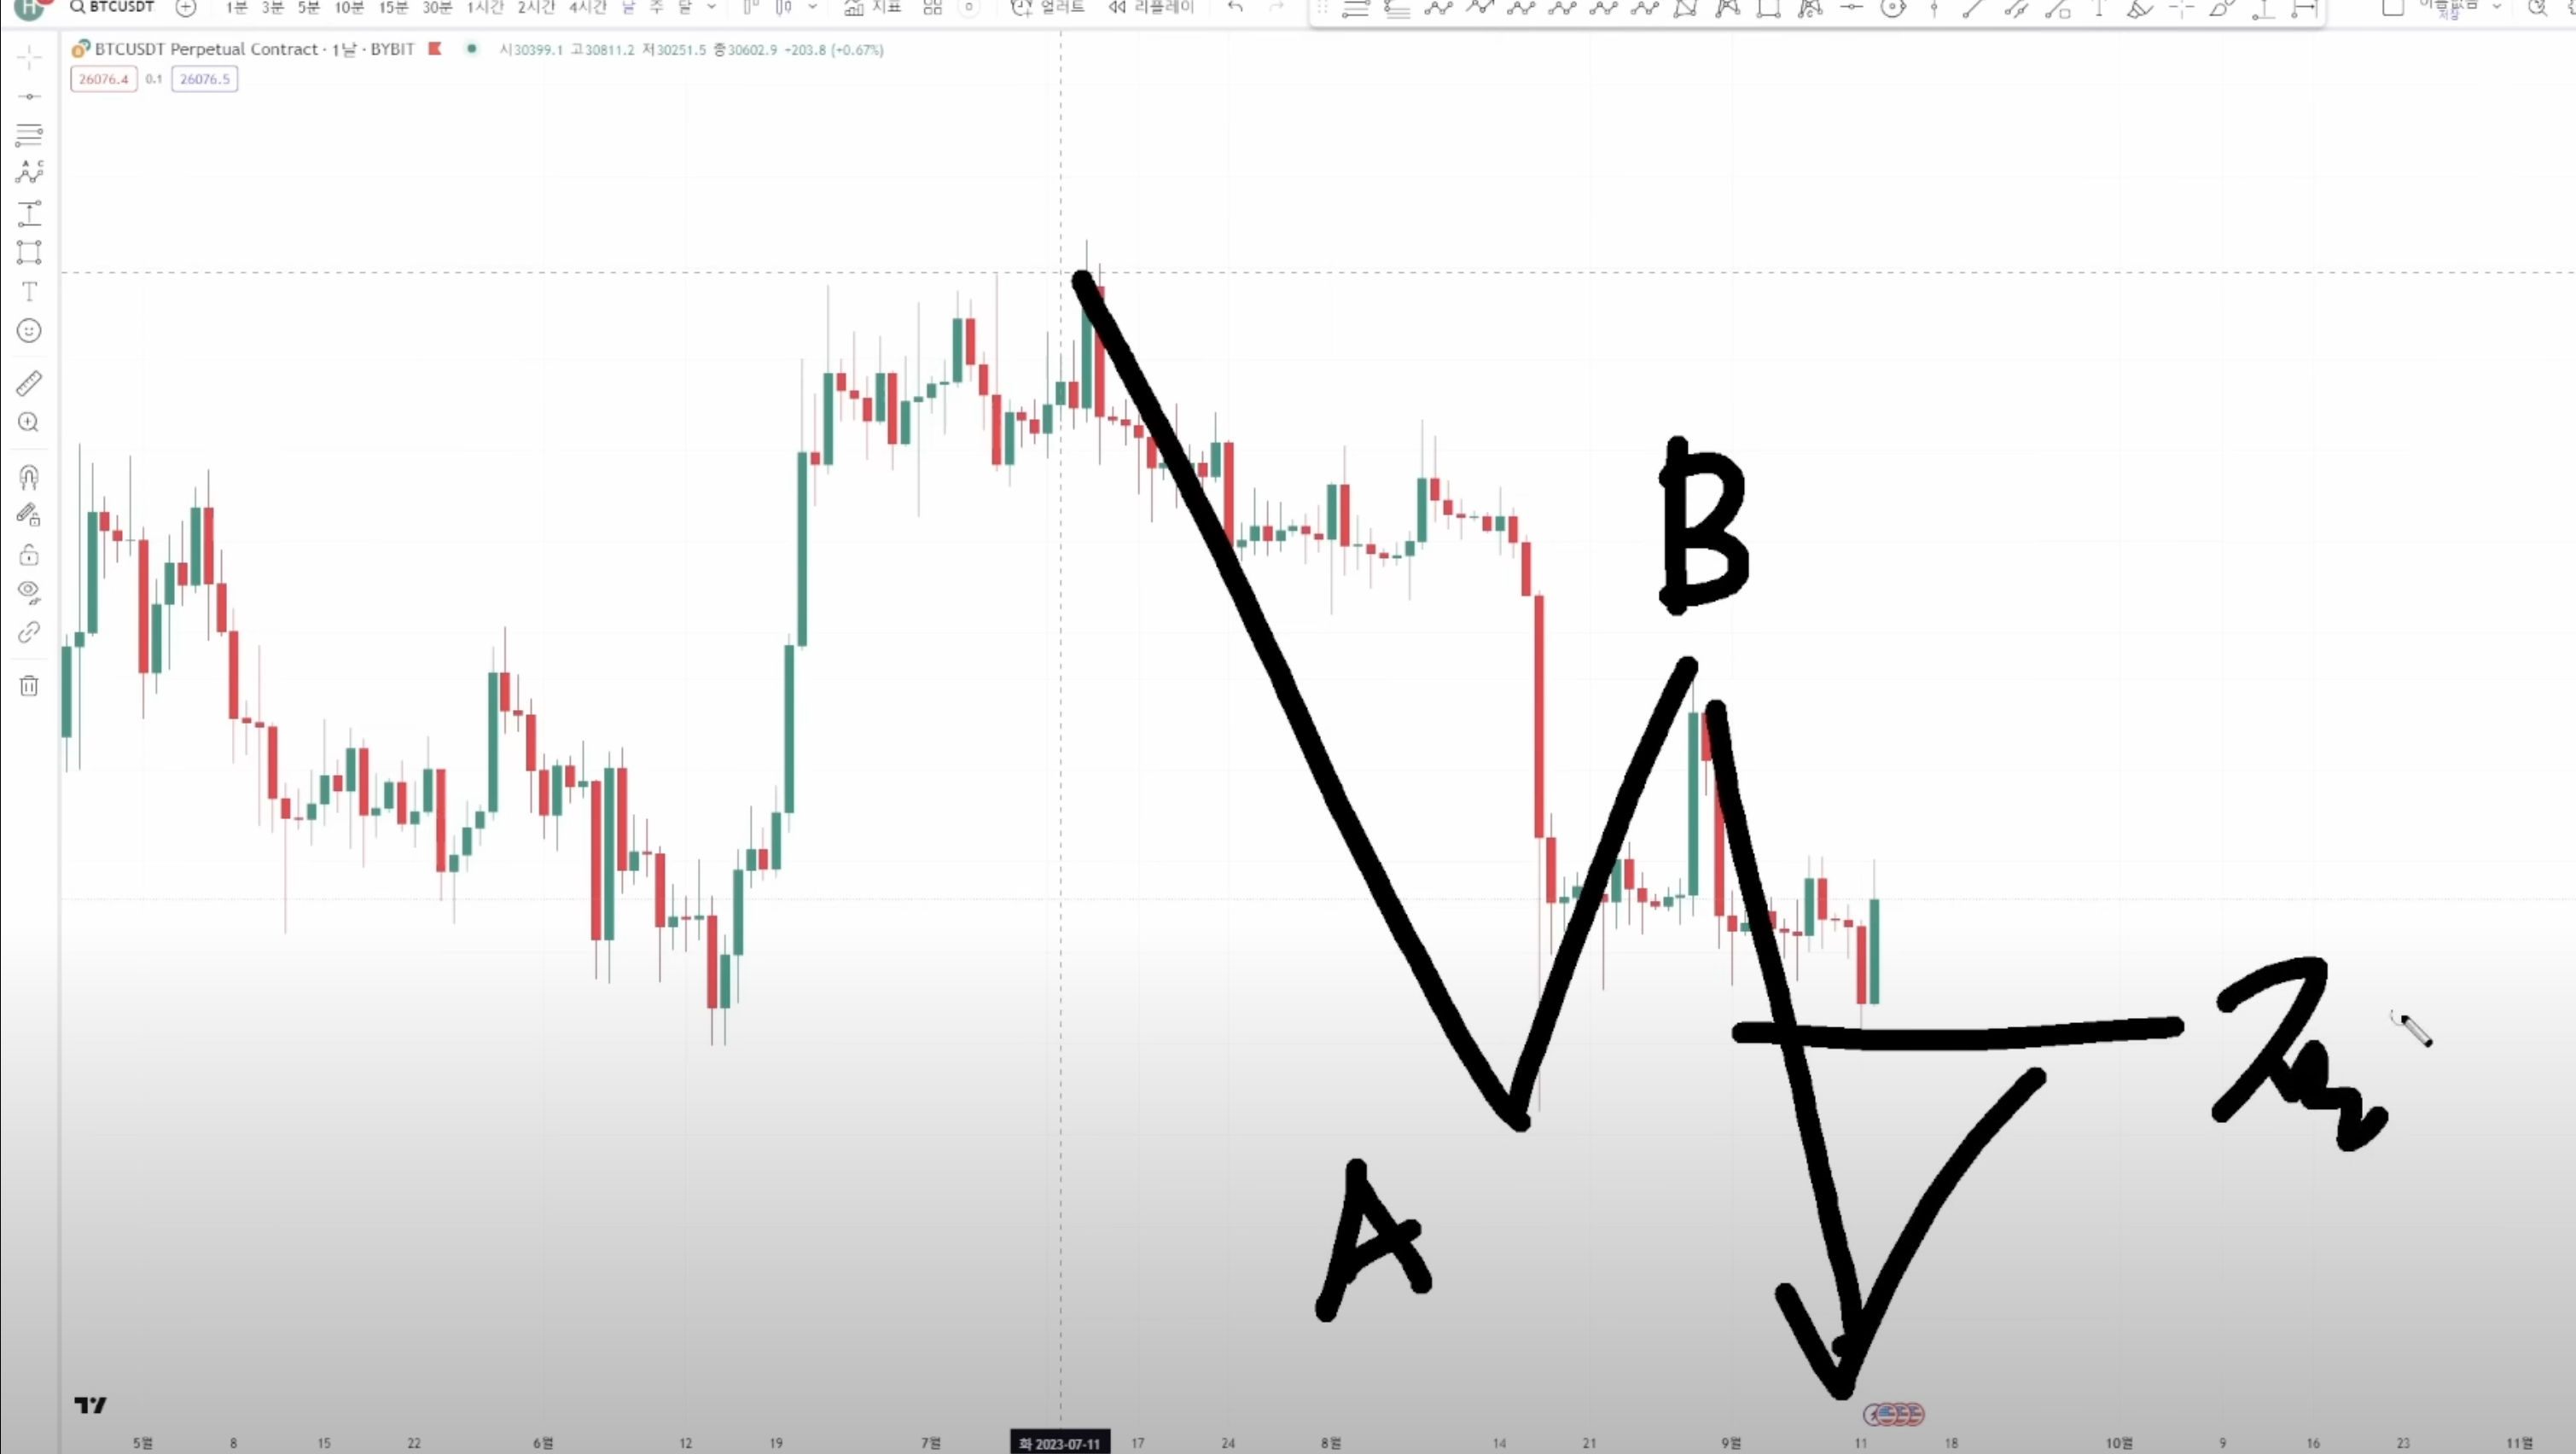 H BTCUSDT 1분 3분 5분 10분 15분 30분 1시간 2시간 4시간 날 주 달 지표 얼러트 리플레이 이름없음
저장
BTCUSDT Perpetual Contract · 1날 · BYBIT 시30399.1 고30811.2 저30251.5 종30602.9 +203.8 (+0.67%)
26076.4 0.1 26076.5
B
A
5월 8 15 22 6월 12 19 7월 화 2023-07-11 17 24 8월 14 21 9월 11 18 10월 9 16 23 11월